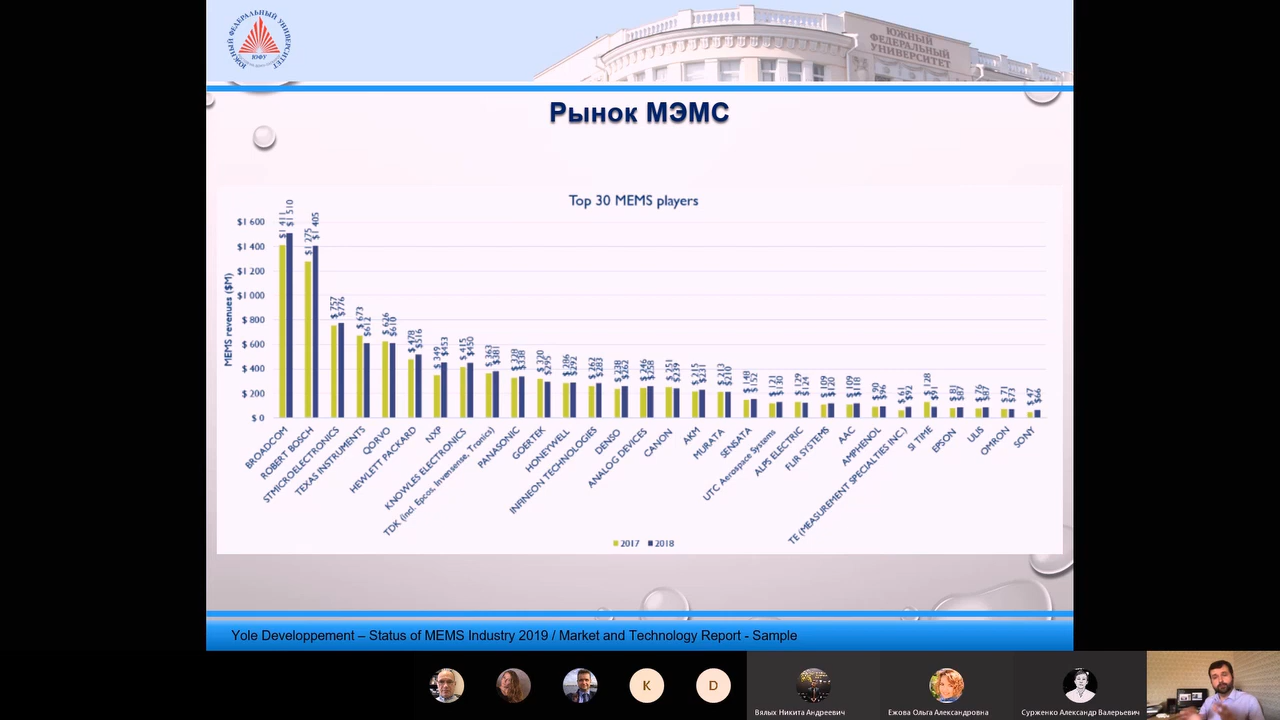 ЮЖНЫЙ ФЕДЕРАЛЬНЫЙ УНИВЕРСИТЕТ
ЮФУ
ЮЖНЫЙ
ФЕДЕРАЛЬНЫЙ
УНИВЕРСИТЕТ
Рынок МЭМС
Top 30 MEMS players
MEMS revenues ($M)
$1 600
$1 400
$1 200
$1 000
$ 800
$ 600
$ 400
$ 200
$ 0
$1 411 $1 510
$1 275 $1 405
$ 757 $776
$ 673 $612
$ 626 $610
$ 478 $516
$ 349 $453
$ 415 $450
$ 363 $381
$ 328 $338
$ 320 $295
$ 286 $292
$ 262 $283
$ 238 $262
$ 246 $258
$ 251 $239
$ 215 $231
$ 213 $210
$ 148 $152
$ 121 $130
$ 129 $124
$ 109 $120
$ 109 $118
$ 90 $96
$ 61 $92
$ 128 $91
$ 81 $87
$ 76 $87
$ 71 $73
$ 47 $66
BROADCOM
ROBERT BOSCH
STMICROELECTRONICS
TEXAS INSTRUMENTS
QORVO
HEWLETT PACKARD
NXP
KNOWLES ELECTRONICS
TDK (incl. Epcos, Invensense, Tronics)
PANASONIC
GOERTEK
HONEYWELL
INFINEON TECHNOLOGIES
DENSO
ANALOG DEVICES
CANON
AKM
MURATA
SENSATA
UTC Aerospace Systems
ALPS ELECTRIC
FLIR SYSTEMS
AAC
AMPHENOL
TE (MEASUREMENT SPECIALTIES INC.)
SI TIME
EPSON
ULIS
OMRON
SONY
2017 2018
Yole Developpement – Status of MEMS Industry 2019 / Market and Technology Report - Sample
K
D
Вялых Никита Андреевич
Ежова Ольга Александровна
Сурженко Александр Валерьевич